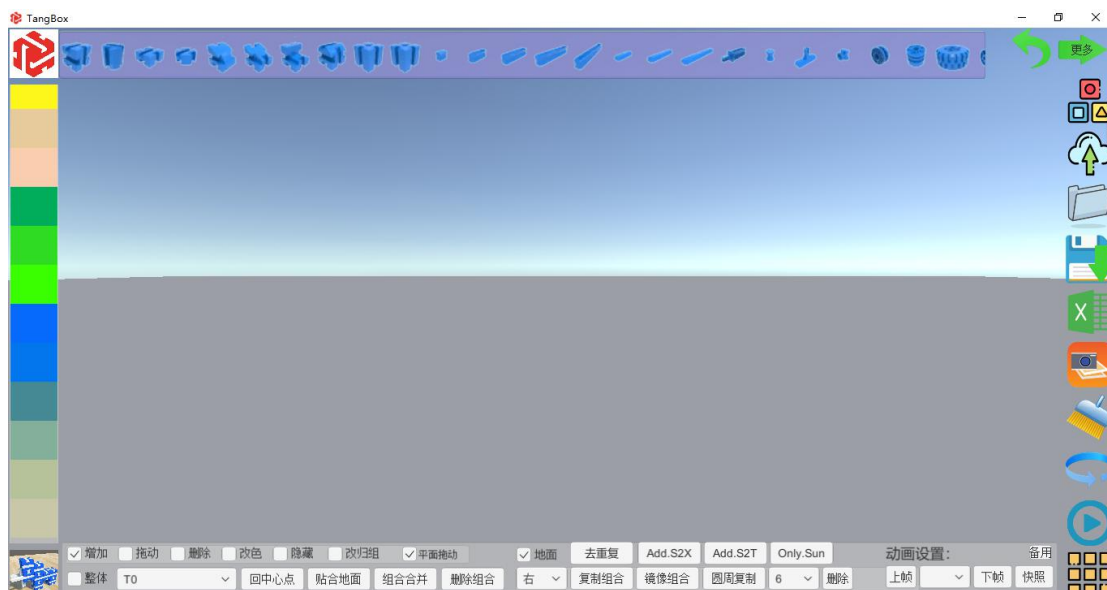 TangBox
更多
X
增加 拖动 删除 改色 隐藏 改归组 平面拖动 地面 去重复 Add.S2X Add.S2T Only.Sun 动画设置: 备用
整体 T0 回中心点 贴合地面 组合合并 删除组合 右 复制组合 镜像组合 圆周复制 6 删除 上帧 下帧 快照